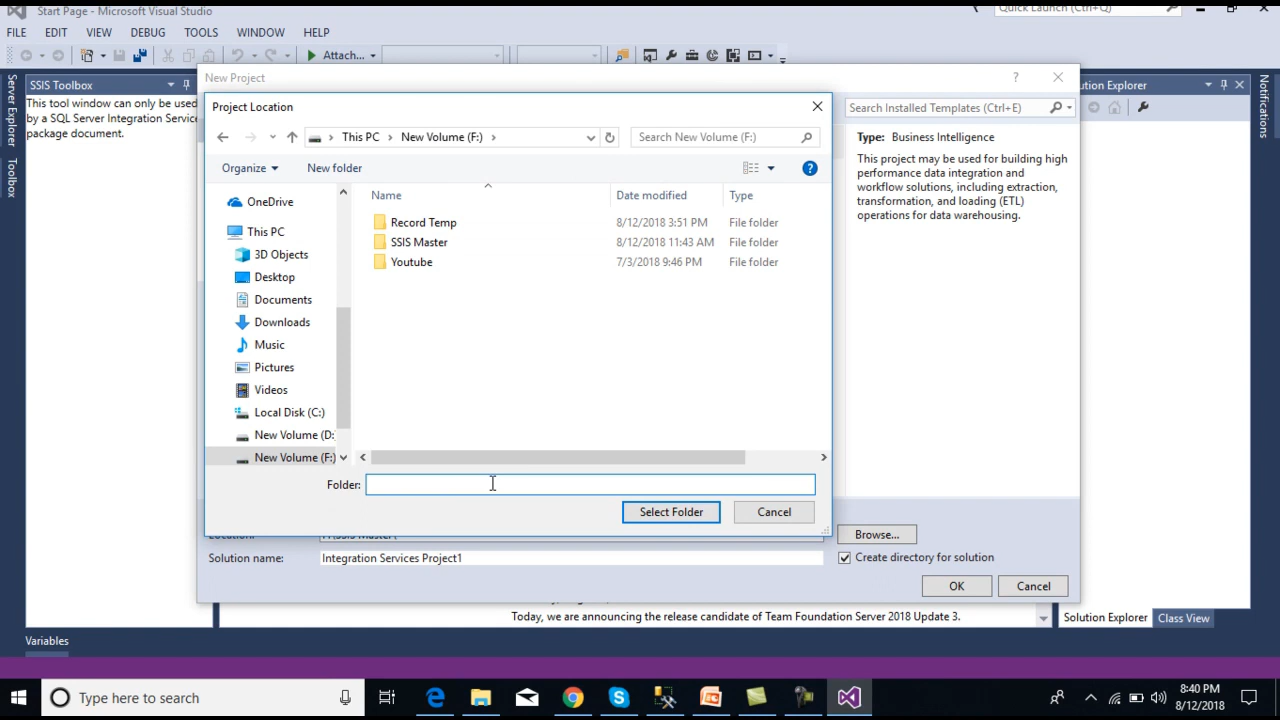 Start Page - Microsoft Visual Studio
Quick Launch (Ctrl+Q)
FILE EDIT VIEW DEBUG TOOLS WINDOW HELP
Attach...
Server Explorer
Toolbox
SSIS Toolbox
This tool window can only be used
by a SQL Server Integration Service
package document.
New Project
?
Project Location
This PC
New Volume (F:)
Search New Volume (F:)
Organize
New folder
Name
Date modified
Type
Record Temp
8/12/2018 3:51 PM
File folder
SSIS Master
8/12/2018 11:43 AM
File folder
Youtube
7/3/2018 9:46 PM
File folder
OneDrive
This PC
3D Objects
Desktop
Documents
Downloads
Music
Pictures
Videos
Local Disk (C:)
New Volume (D:
New Volume (F:)
Folder:
Select Folder
Cancel
Search Installed Templates (Ctrl+E)
Type: Business Intelligence
This project may be used for building high
performance data integration and
workflow solutions, including extraction,
transformation, and loading (ETL)
operations for data warehousing.
Location:
Browse...
Solution name:
Integration Services Project1
Create directory for solution
OK
Cancel
Today, we are announcing the release candidate of Team Foundation Server 2018 Update 3.
ution Explorer
Notifications
Solution Explorer
Class View
Variables
Type here to search
8:40 PM
8/12/2018